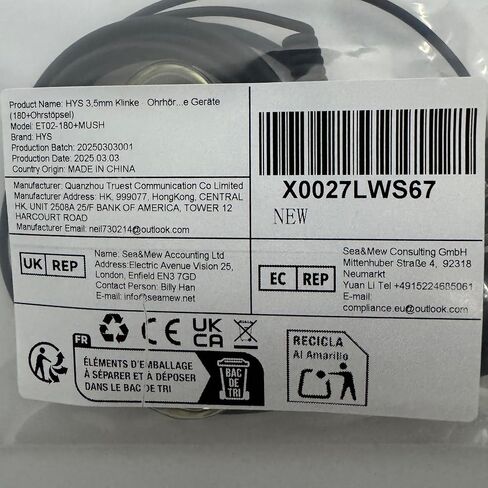 Product Name: HYS 3,5mm Klinke   Ohrhör...e Geräte
(180+Ohrstöpsel)
Model: ET02-180+MUSH
Brand: HYS
Production Batch: 20250303001
Production Date: 2025.03.03
Country Origin: MADE IN CHINA
X0027LWS67
NEW
Manufacturer: Quanzhou Truest Communication Co Limited
Manufacturer Address: HK, 999077, HongKong, CENTRAL
HK, UNIT 2508A 25/F BANK OF AMERICA, TOWER 12
HARCOURT ROAD
Manufacturer Email: neil730214@outlook.com
UK REP
Name: Sea&Mew Accounting Ltd
Address:Electric Avenue Vision 25,
London, Enfield EN3 7GD
Contact Person: Billy Han
E-mail: info@seamew.net
EC REP
Sea&Mew Consulting GmbH
Mittenhuber Straße 4, 92318
Neumarkt
Yuan Li Tel +4915224685061
E-mail:
compliance.eu@outlook.com
CE UK
CA
FR
ÉLÉMENTS D'EMBALLAGE
À SÉPARER ET À DÉPOSER
DANS LE BAC DE TRI
BAC
DE
TRI
RECICLA
Al Amarillo